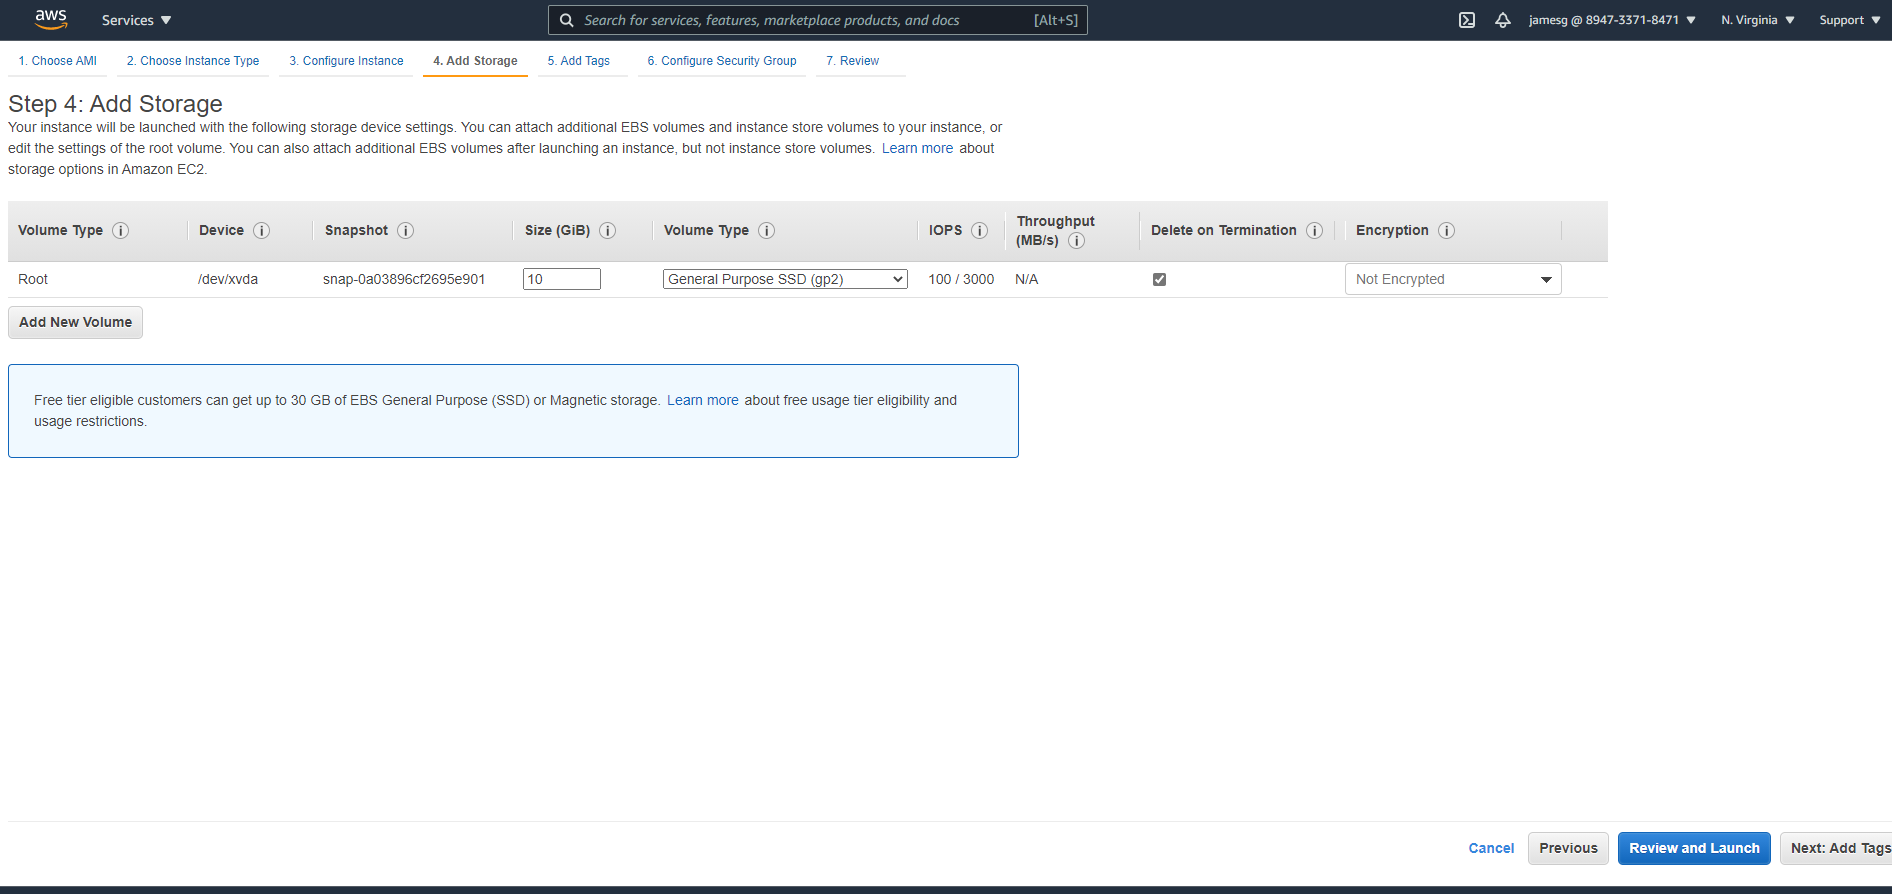 aws Services Search for services, features, marketplace products, and docs [Alt+S] jamesg @ 8947-3371-8471 N. Virginia Support
1. Choose AMI 2. Choose Instance Type 3. Configure Instance 4. Add Storage 5. Add Tags 6. Configure Security Group 7. Review
Step 4: Add Storage
Your instance will be launched with the following storage device settings. You can attach additional EBS volumes and instance store volumes to your instance, or
edit the settings of the root volume. You can also attach additional EBS volumes after launching an instance, but not instance store volumes. Learn more about
storage options in Amazon EC2.
Volume Type i Device i Snapshot i Size (GiB) i Volume Type i IOPS i Throughput (MB/s) i Delete on Termination i Encryption i
Root /dev/xvda snap-0a03896cf2695e901 10 General Purpose SSD (gp2) 100 / 3000 N/A Not Encrypted
Add New Volume
Free tier eligible customers can get up to 30 GB of EBS General Purpose (SSD) or Magnetic storage. Learn more about free usage tier eligibility and
usage restrictions.
Cancel Previous Review and Launch Next: Add Tags